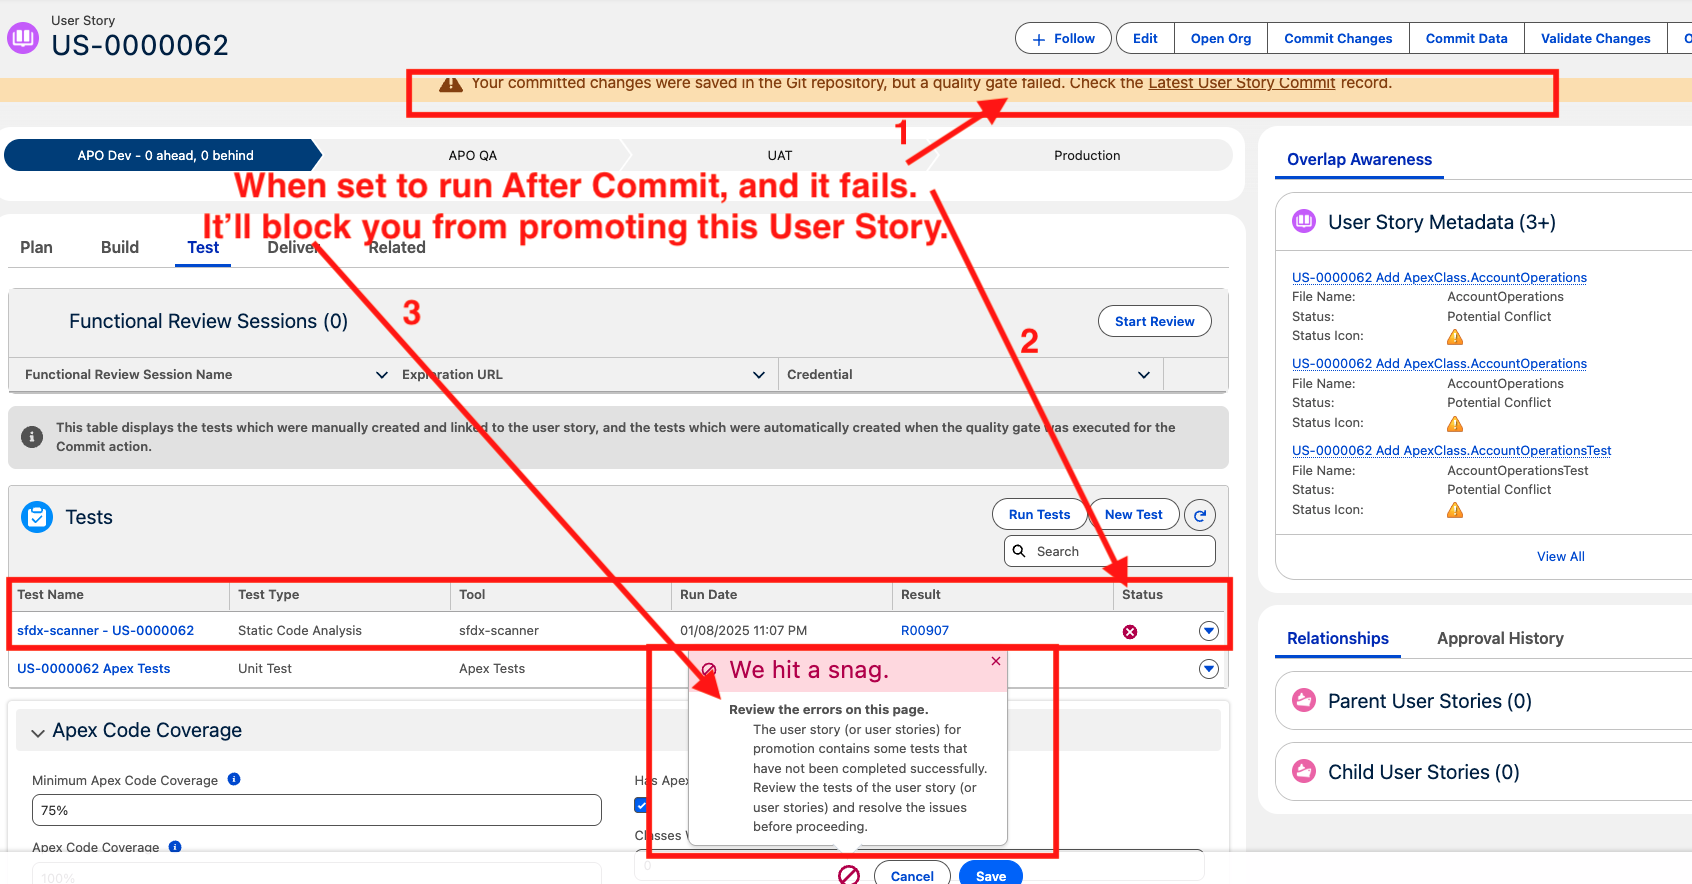 User Story
US-0000062
Follow
Edit
Open Org
Commit Changes
Commit Data
Validate Changes
Your committed changes were saved in the Git repository, but a quality gate failed. Check the Latest User Story Commit record.
1
APO Dev - 0 ahead, 0 behind
APO QA
UAT
Production
When set to run After Commit, and it fails.
It'll block you from promoting this User Story.
Plan
Build
Test
Deliver
Related
3
2
Functional Review Sessions (0)
Start Review
Functional Review Session Name
Exploration URL
Credential
This table displays the tests which were manually created and linked to the user story, and the tests which were automatically created when the quality gate was executed for the
Commit action.
Tests
Run Tests
New Test
Search
Test Name
Test Type
Tool
Run Date
Result
Status
sfdx-scanner - US-0000062
Static Code Analysis
sfdx-scanner
01/08/2025 11:07 PM
R00907
US-0000062 Apex Tests
Unit Test
Apex Tests
We hit a snag.
Review the errors on this page.
The user story (or user stories) for
promotion contains some tests that
have not been completed successfully.
Review the tests of the user story (or
user stories) and resolve the issues
before proceeding.
Apex Code Coverage
Minimum Apex Code Coverage
75%
Has Apex
Apex Code Coverage
100%
Classes
0
Cancel
Save
Overlap Awareness
User Story Metadata (3+)
US-0000062 Add ApexClass.AccountOperations
File Name:
AccountOperations
Status:
Potential Conflict
Status Icon:
US-0000062 Add ApexClass.AccountOperations
File Name:
AccountOperations
Status:
Potential Conflict
Status Icon:
US-0000062 Add ApexClass.AccountOperationsTest
File Name:
AccountOperationsTest
Status:
Potential Conflict
Status Icon:
View All
Relationships
Approval History
Parent User Stories (0)
Child User Stories (0)